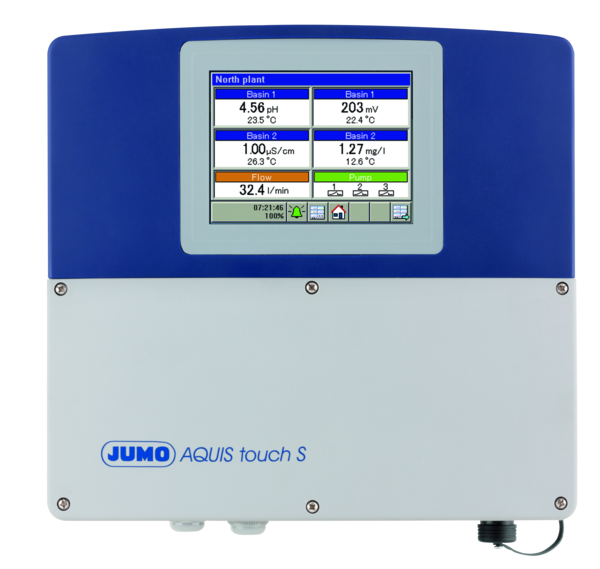 North plant
Basin 1 Basin 1
4.56 pH 203 mV
23.5 °C 22.4 °C
Basin 2 Basin 2
1.00 µS/cm 1.27 mg/l
26.3 °C 12.6 °C
Flow Pump
32.4 l/min 1 2 3
07:21:46
100%
JUMO AQUIS touch S